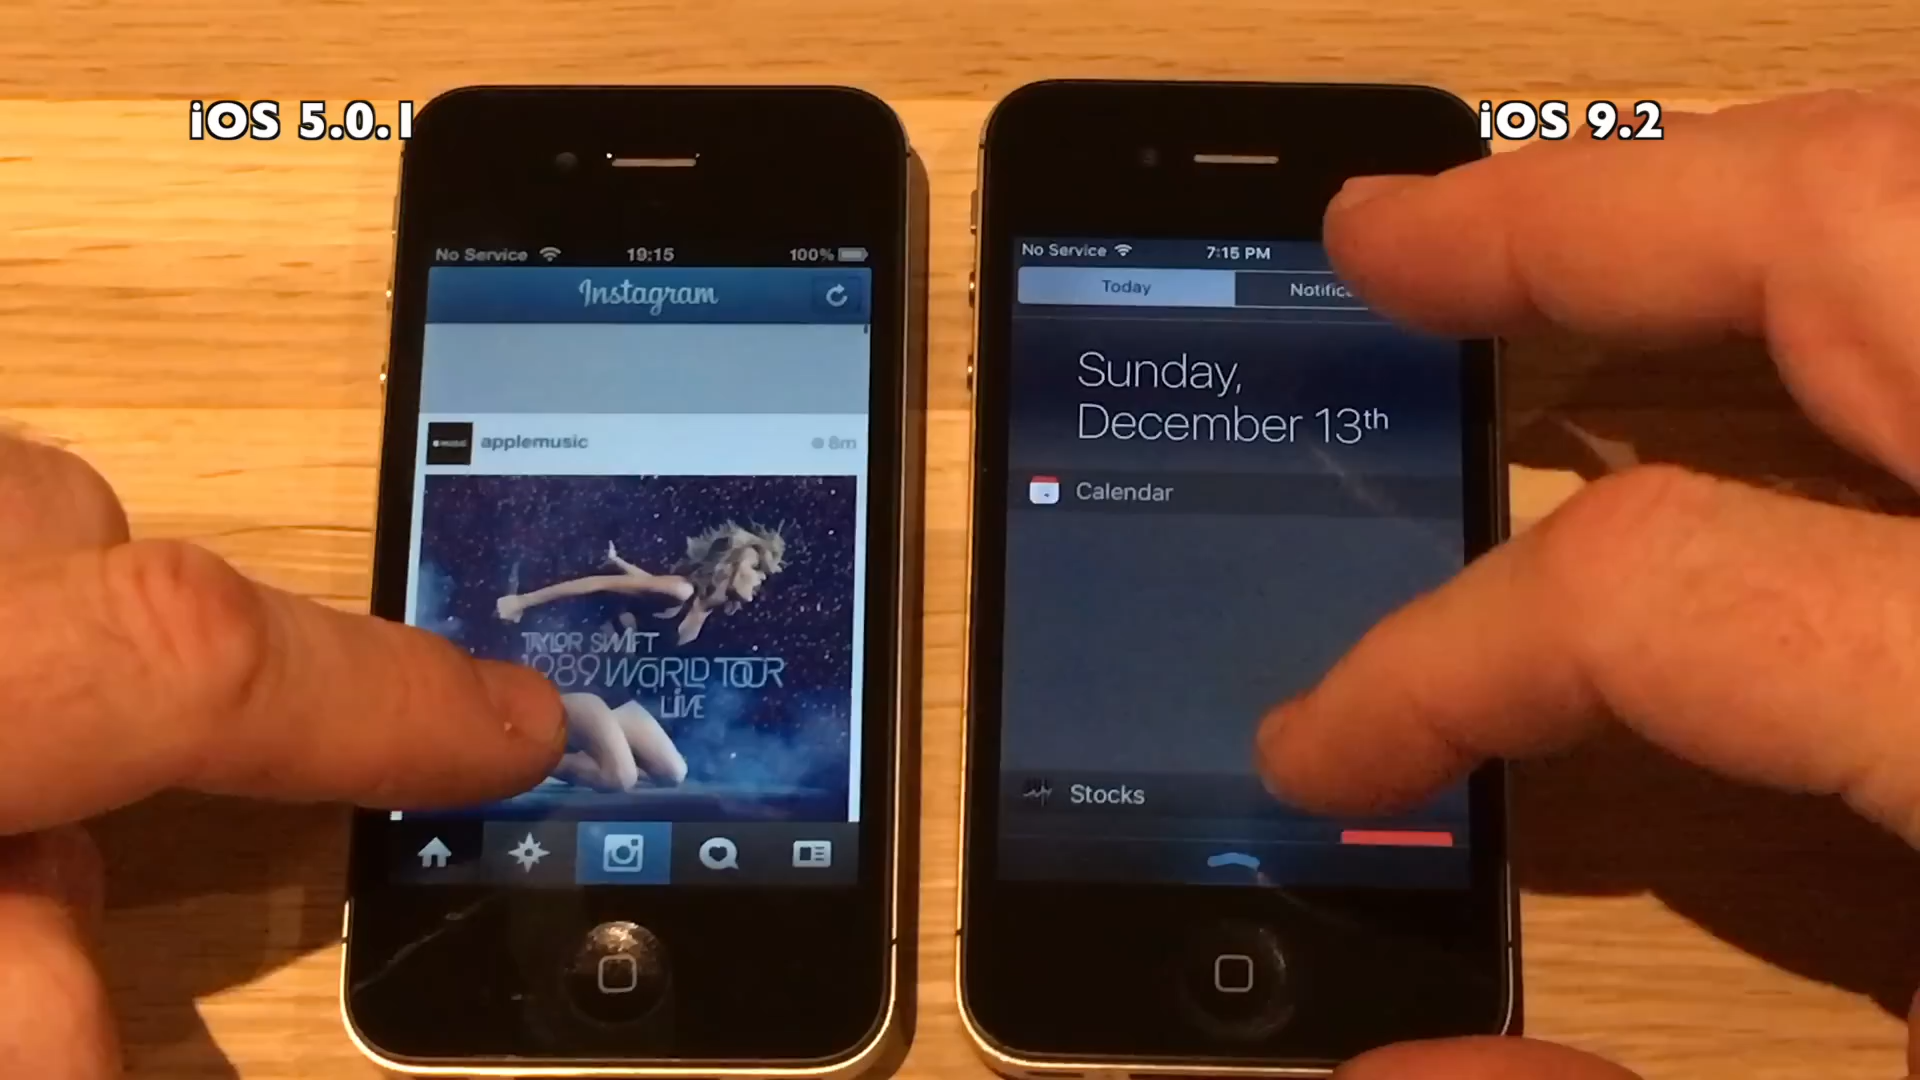 iOS 5.0.1
iOS 9.2
No Service 19:15 100%
Instagram
applemusic 8m
TAYLOR SWIFT
1989 WORLD TOUR
LIVE
No Service 7:15 PM
Today
Sunday,
December 13th
Calendar
Stocks